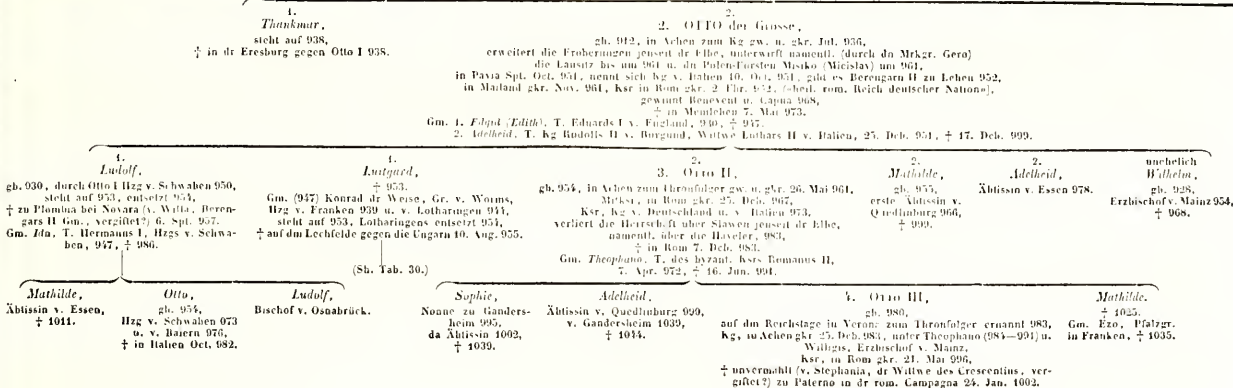 1.
Thankmar,
steht auf 938,
† in dr Eresburg gegen Otto I 938.
2.
2. OTTO der Grosse,
gb. 912, in Achen zum Kg gw. u. gkr. Jul. 936,
erweitert die Eroberungen jenseit dr Elbe, unterwirft namentl. (durch dn Mrkgr. Gero)
die Lausitz bis um 961 u. dn Polen-Fürsten Misiko (Micislav) um 961,
in Pavia Spt. Oct. 951, nennt sich Kg v. Italien 10. Oct. 951, gibt es Berengarn II zu Lehen 952,
in Mailand gkr. Nov. 961, Ksr in Rom gkr. 2 Fbr. 962, («heil. rom. Reich deutscher Nation»),
gewinnt Benevent u. Capua 968,
† in Memleben 7. Mai 973.
Gm. 1. Edgid (Edith), T. Eduards I v. England, 930, † 947.
2. Adelheid, T. Kg Rudolfs II v. Burgund, Wittwe Lothars II v. Italien, 25. Dcb. 951, † 17. Dcb. 999.
1.
Ludolf,
gb. 930, durch Otto I Hzg v. Schwaben 950,
steht auf 953, entsetzt 954,
† zu Plombia bei Novara (v. Willa, Beren-
gars II Gm., vergiftet?) 6. Spt. 957.
Gm. Ida, T. Hermanns I, Hzgs v. Schwa-
ben, 947, † 986.
1.
Luitgard,
† 953.
Gm. (947) Konrad dr Weise, Gr. v. Worms,
Hzg v. Franken 939 u. v. Lotharingen 944,
steht auf 953, Lotharingens entsetzt 954,
† auf dm Lechfelde gegen die Ungarn 10. Aug. 955.
(Sh. Tab. 30.)
2.
3. Otto II,
gb. 954, in Achen zum Thronfolger gw. u. gkr. 26. Mai 961,
Mtksr, in Rom gkr. 25. Dcb. 967,
Ksr, Kg v. Deutschland u. v. Italien 973,
verliert die Herrschaft über Slawen jenseit dr Elbe,
namentl. über die Haveler, 983,
† in Rom 7. Dcb. 983.
Gm. Theophano, T. des byzant. Ksrs Romanus II,
7. Apr. 972, † 16. Jun. 991.
2.
Mathilde,
gb. 955,
erste Äbtissin v.
Quedlinburg 966,
† 999.
2.
Adelheid,
Äbtissin v. Essen 978.
unehelich
Wilhelm,
gb. 928,
Erzbischof v. Mainz 954,
† 968.
Mathilde,
Äbtissin v. Essen,
† 1011.
Otto,
gb. 954,
Hzg v. Schwaben 973
u. v. Baiern 976,
† in Italien Oct. 982.
Ludolf,
Bischof v. Osnabrück.
Sophie,
Nonne zu Ganders-
heim 995,
da Äbtissin 1002,
† 1039.
Adelheid,
Äbtissin v. Quedlinburg 999,
v. Gandersheim 1039,
† 1044.
4. Otto III,
gb. 980,
auf dm Reichstage in Verona zum Thronfolger ernannt 983,
Kg, in Achen gkr 25. Dcb. 983, unter Theophano (984—991) u.
Willigis, Erzbischof v. Mainz,
Ksr, in Rom gkr. 21. Mai 996,
† unvermählt (v. Stephania, dr Wittwe des Crescentius, ver-
giftet?) zu Paterno in dr rom. Campagna 24. Jan. 1002.
Mathilde.
† 1025.
Gm. Ezo, Pfalzgr.
in Franken, † 1035.